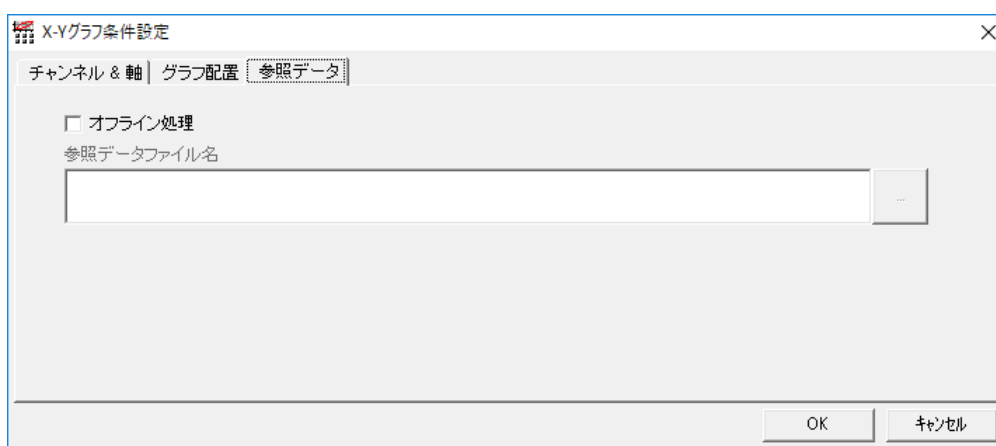 X-Yグラフ条件設定
チャンネル & 軸 グラフ配置 参照データ
オフライン処理
参照データファイル名
...
OK キャンセル